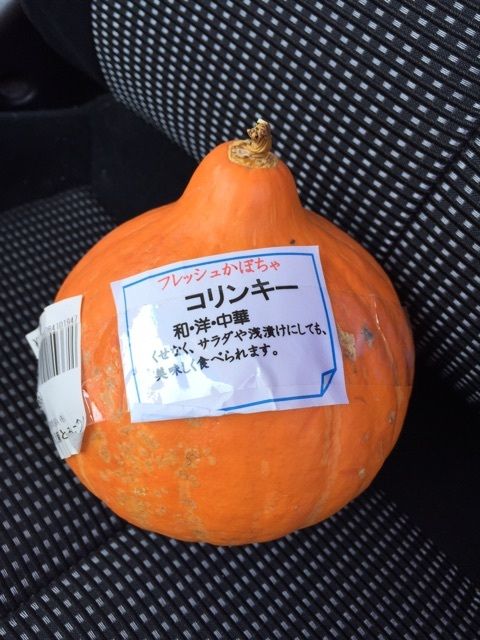 フレッシュかぼちゃ
コリンキー
和・洋・中華
くせなく、サラダや浅漬けにしても、
美味しく食べられます。